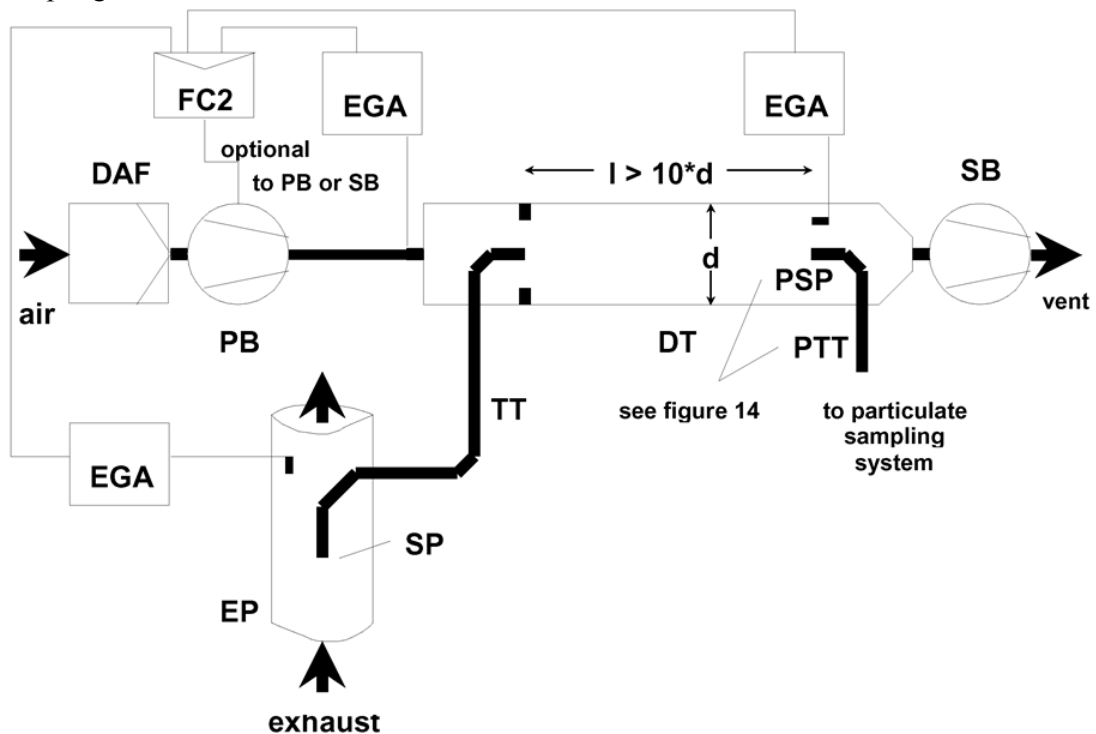 FC2
EGA
EGA
optional
to PB or SB
DAF
l > 10*d
SB
d
PSP
air
vent
PB
DT
PTT
TT
see figure 14
to particulate
sampling
system
EGA
SP
EP
exhaust